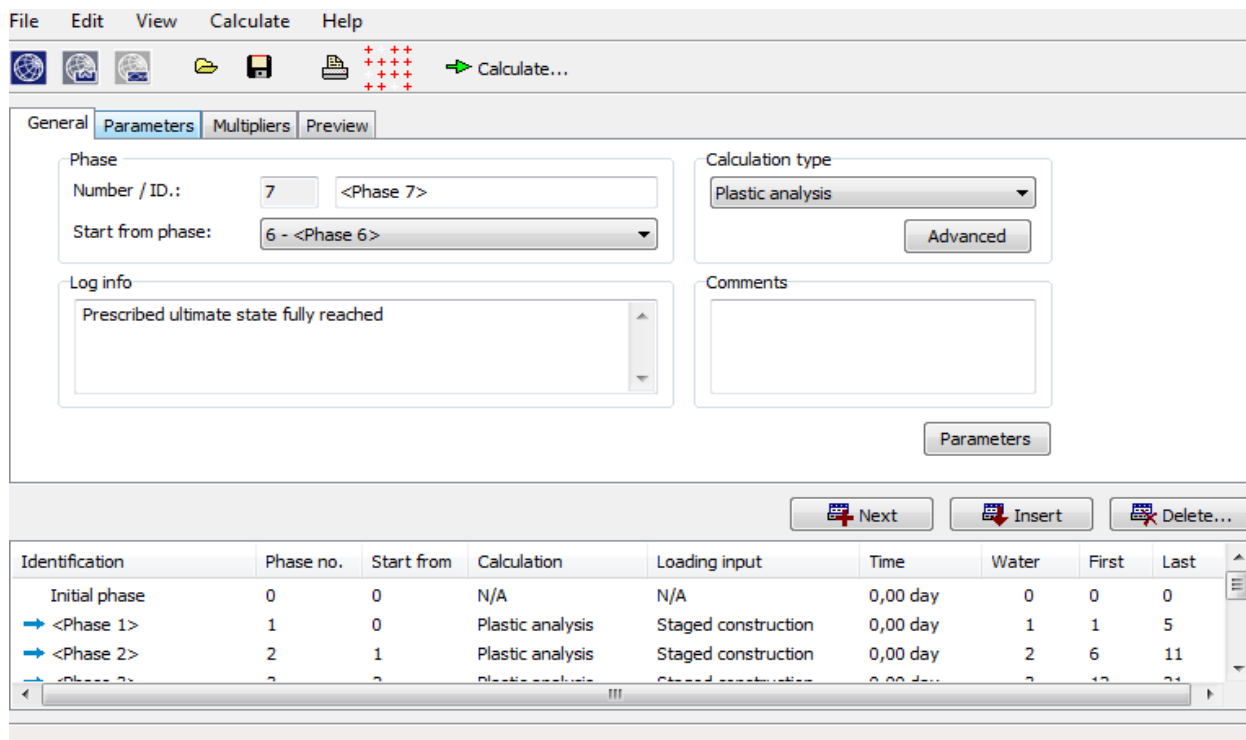 File Edit View Calculate Help
Calculate...
General Parameters Multipliers Preview
Phase
Number / ID.: 7 <Phase 7>
Start from phase: 6 - <Phase 6>
Calculation type
Plastic analysis
Advanced
Log info
Prescribed ultimate state fully reached
Comments
Parameters
Next Insert Delete...
Identification Phase no. Start from Calculation Loading input Time Water First Last
Initial phase 0 0 N/A N/A 0,00 day 0 0 0
<Phase 1> 1 0 Plastic analysis Staged construction 0,00 day 1 1 5
<Phase 2> 2 1 Plastic analysis Staged construction 0,00 day 2 6 11